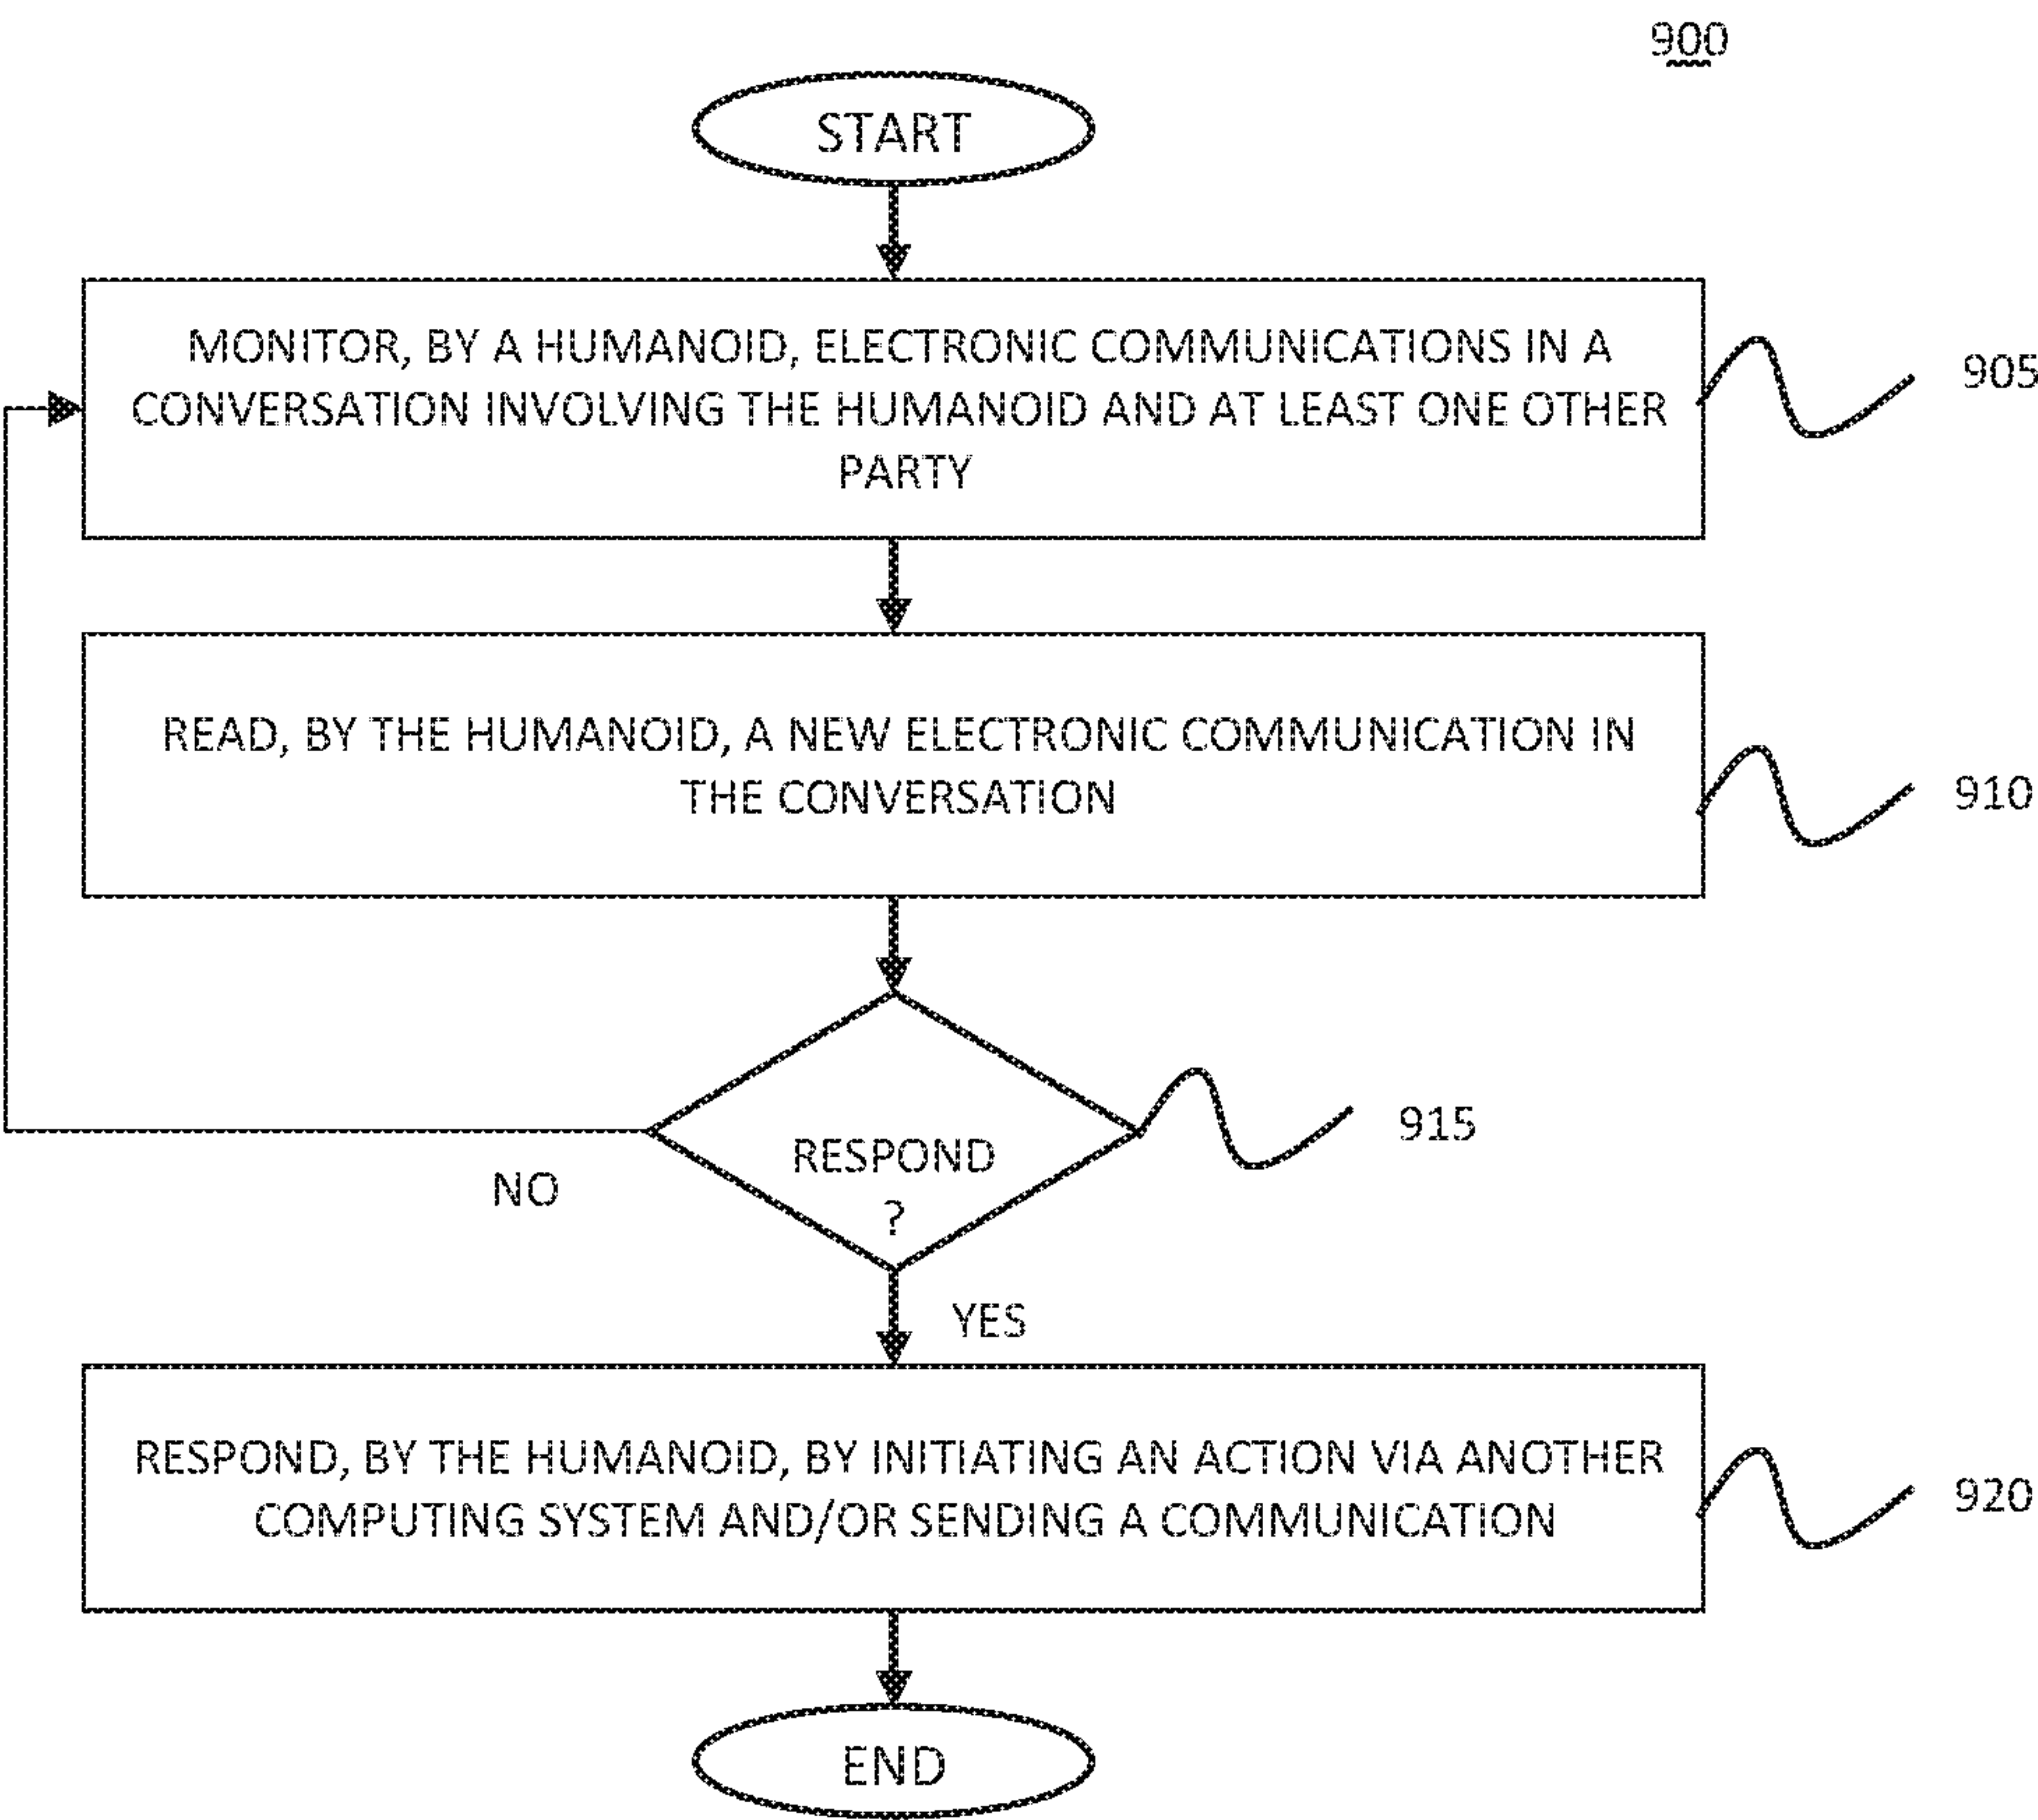 900
START
MONITOR, BY A HUMANOID, ELECTRONIC COMMUNICATIONS IN A
CONVERSATION INVOLVING THE HUMANOID AND AT LEAST ONE OTHER
PARTY
905
READ, BY THE HUMANOID, A NEW ELECTRONIC COMMUNICATION IN
THE CONVERSATION
910
RESPOND
?
915
NO
YES
RESPOND, BY THE HUMANOID, BY INITIATING AN ACTION VIA ANOTHER
COMPUTING SYSTEM AND/OR SENDING A COMMUNICATION
920
END